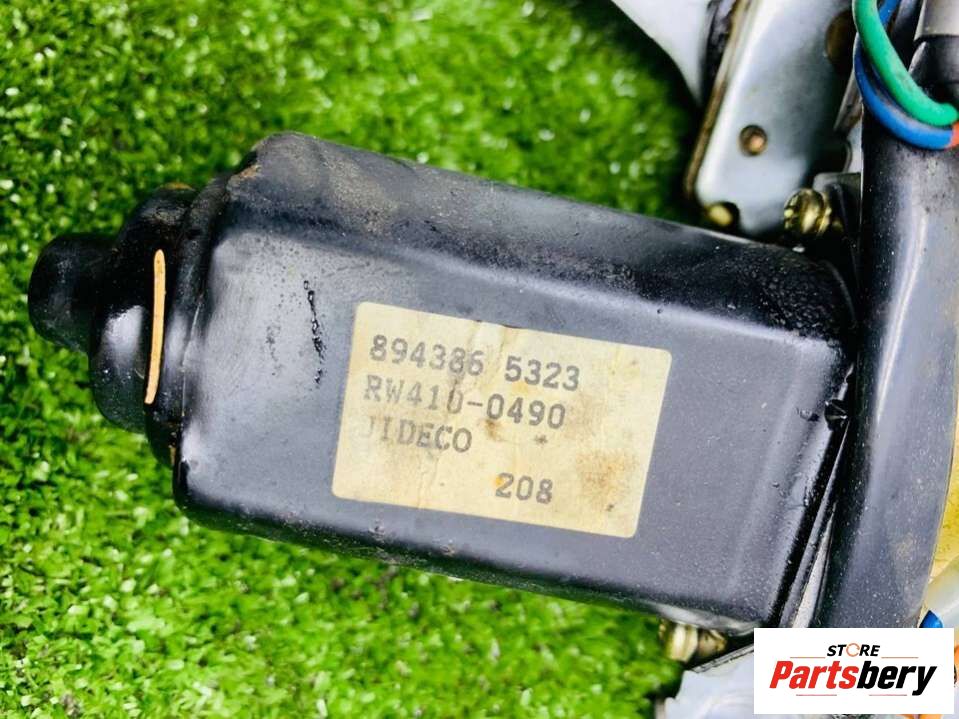 894386 5323
RW410-0490
JIDECO
208
STORE
Partsbery